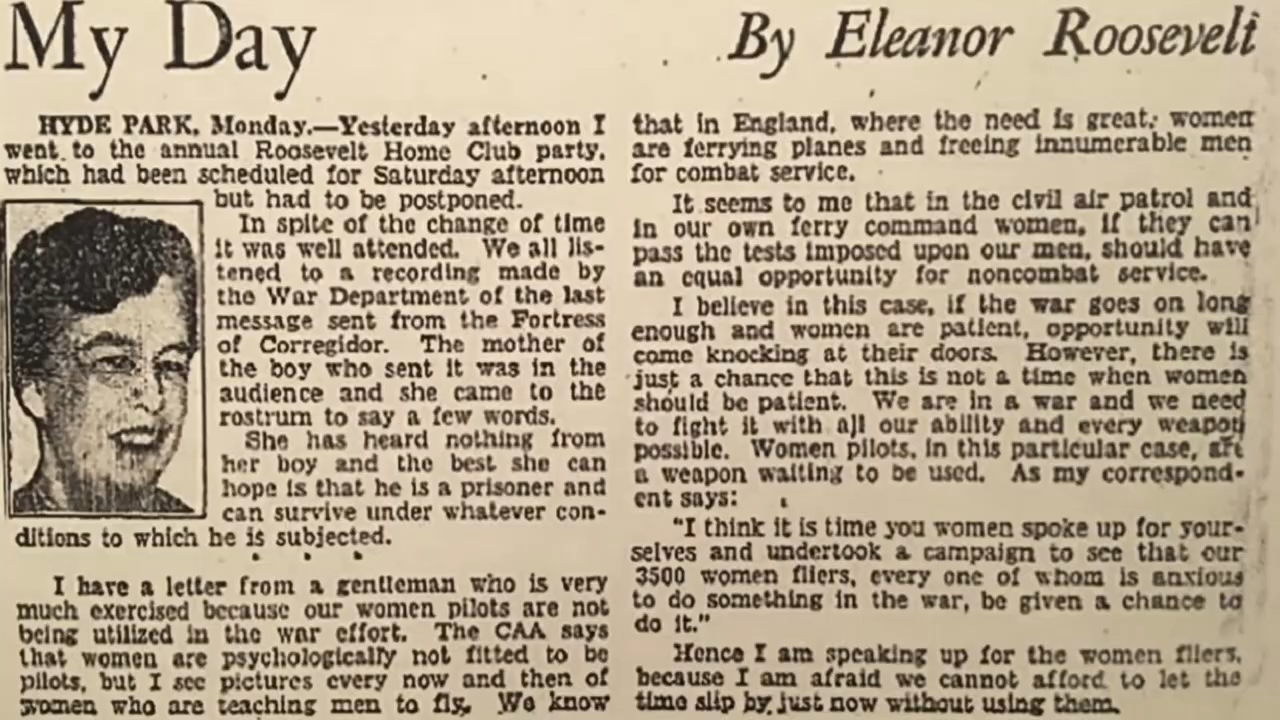 My Day
By Eleanor Roosevelt
HYDE PARK, Monday.—Yesterday afternoon I
went to the annual Roosevelt Home Club party,
which had been scheduled for Saturday afternoon
but had to be postponed.
In spite of the change of time
it was well attended. We all lis-
tened to a recording made by
the War Department of the last
message sent from the Fortress
of Corregidor. The mother of
the boy who sent it was in the
audience and she came to the
rostrum to say a few words.
She has heard nothing from
her boy and the best she can
hope is that he is a prisoner and
can survive under whatever con-
ditions to which he is subjected.
I have a letter from a gentleman who is very
much exercised because our women pilots are not
being utilized in the war effort. The CAA says
that women are psychologically not fitted to be
pilots, but I see pictures every now and then of
women who are teaching men to fly. We know
that in England, where the need is great, women
are ferrying planes and freeing innumerable men
for combat service.
It seems to me that in the civil air patrol and
in our own ferry command women, if they can
pass the tests imposed upon our men, should have
an equal opportunity for noncombat service.
I believe in this case, if the war goes on long
enough and women are patient, opportunity will
come knocking at their doors. However, there is
just a chance that this is not a time when women
should be patient. We are in a war and we need
to fight it with all our ability and every weapon
possible. Women pilots, in this particular case, are
a weapon waiting to be used. As my correspond-
ent says:
"I think it is time you women spoke up for your-
selves and undertook a campaign to see that our
3500 women fliers, every one of whom is anxious
to do something in the war, be given a chance to
do it."
Hence I am speaking up for the women fliers,
because I am afraid we cannot afford to let the
time slip by just now without using them.